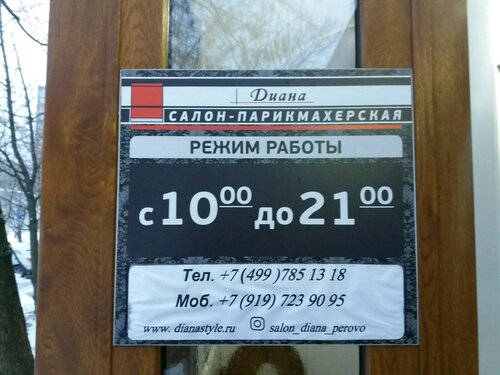 Диана
САЛОН-ПАРИКМАХЕРСКАЯ
РЕЖИМ РАБОТЫ
с 10⁰⁰ до 21⁰⁰
Тел. +7 (499 )785 13 18
Моб. +7 (919) 723 90 95
www. dianastyle.ru salon_diana_perovo